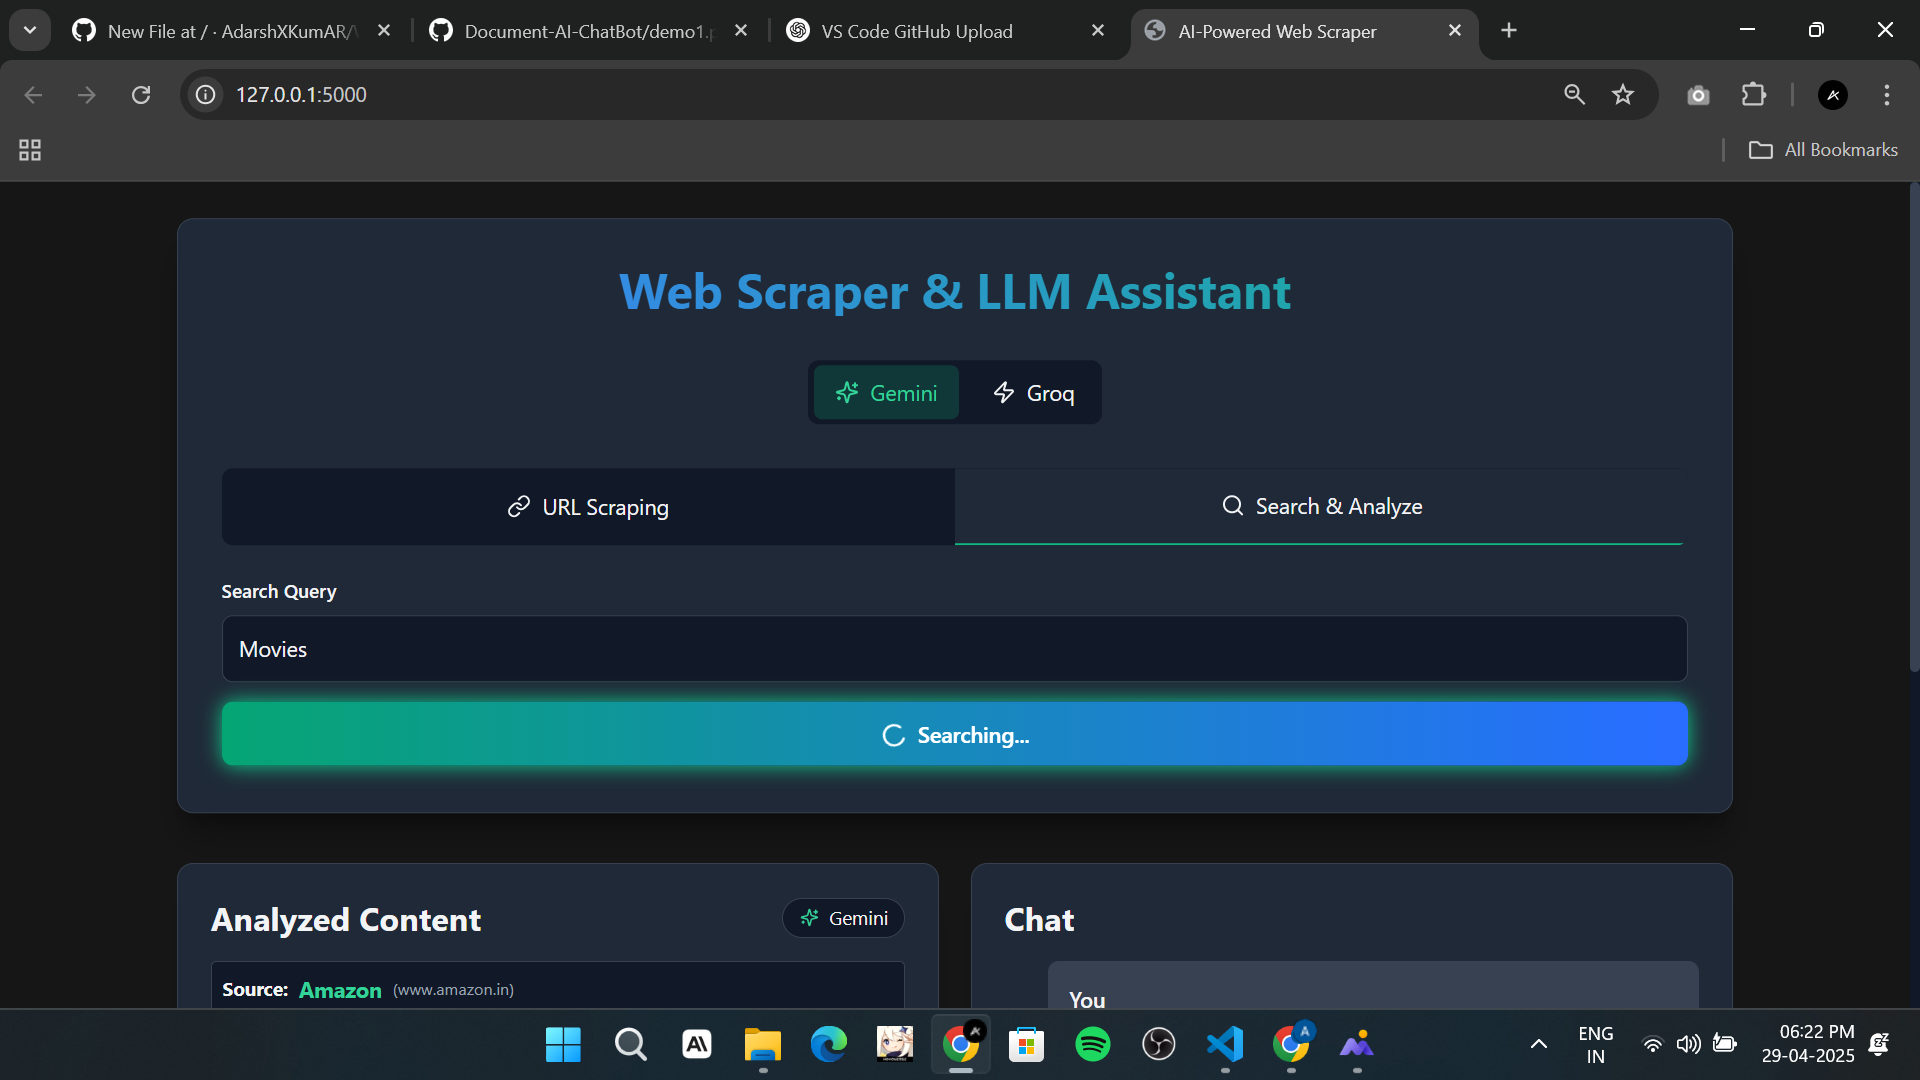 New File at / · AdarshXKumAR/
Document-AI-ChatBot/demo1.
VS Code GitHub Upload
AI-Powered Web Scraper
127.0.0.1:5000
All Bookmarks
Web Scraper & LLM Assistant
Gemini
Groq
URL Scraping
Search & Analyze
Search Query
Movies
Searching...
Analyzed Content
Gemini
Source: Amazon (www.amazon.in)
Chat
You
A
ENG
IN
06:22 PM
29-04-2025